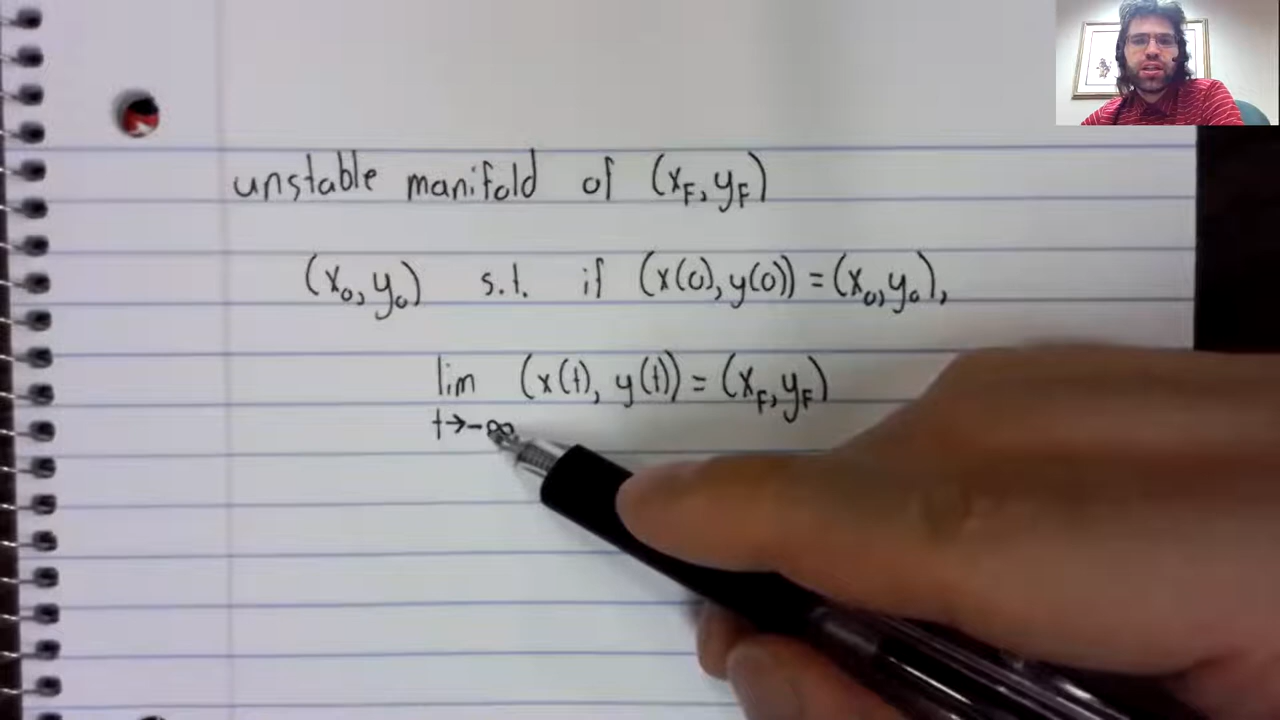 unstable manifold of (x_F, y_F)
(x_0, y_0) s.t. if (x(0), y(0)) = (x_0, y_0),
lim (x(t), y(t)) = (x_F, y_F)
t→-∞